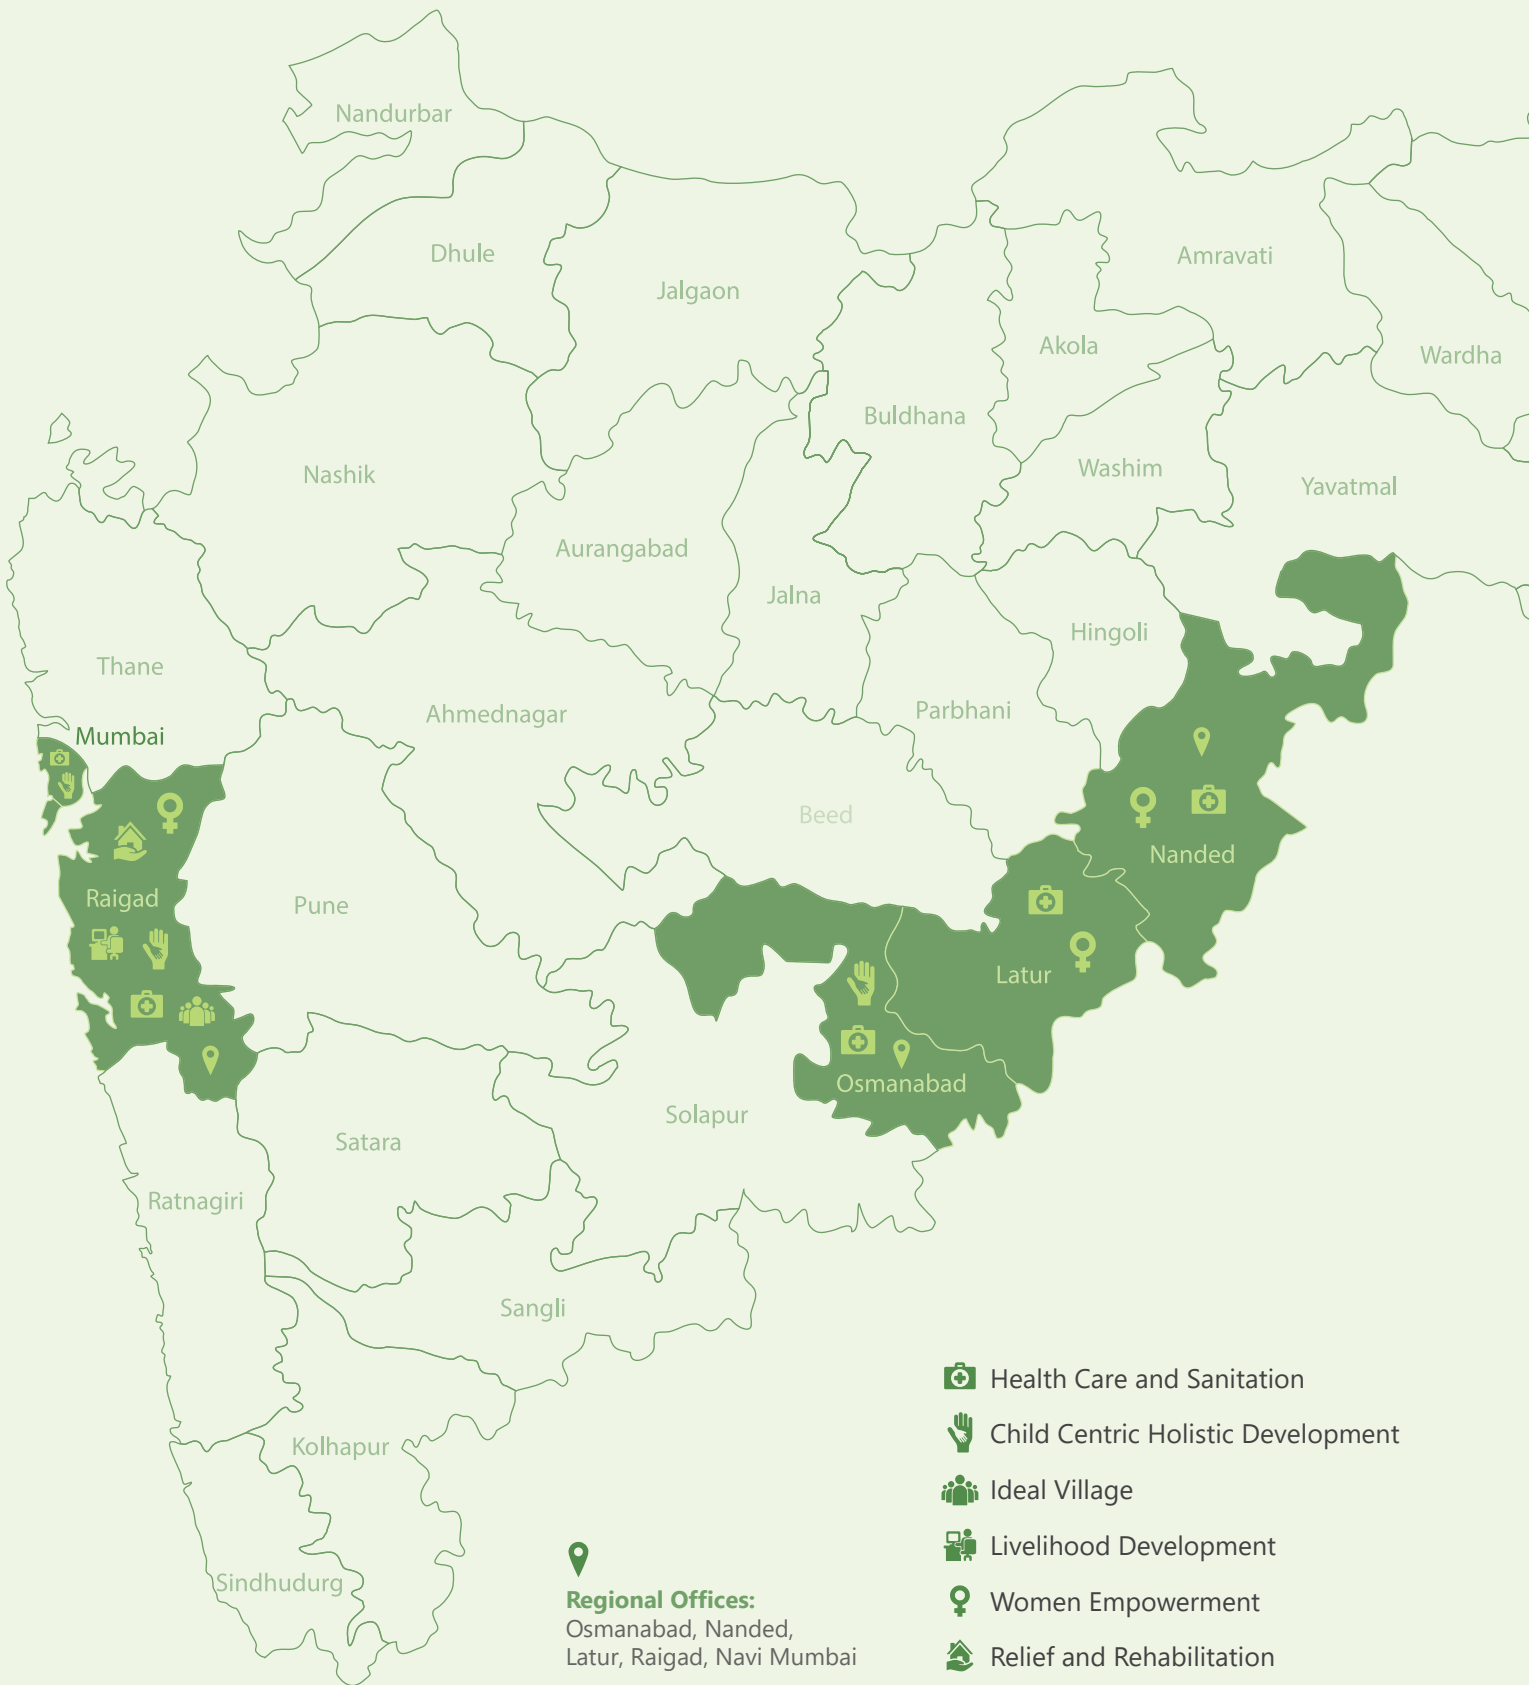 Nandurbar
Dhule
Jalgaon
Amravati
Akola
Wardha
Buldhana
Nashik
Washim
Yavatmal
Aurangabad
Jalna
Hingoli
Thane
Ahmednagar
Parbhani
Mumbai
Beed
Nanded
Raigad
Pune
Latur
Osmanabad
Solapur
Satara
Ratnagiri
Sangli
Kolhapur
Sindhudurg
Regional Offices:
Osmanabad, Nanded,
Latur, Raigad, Navi Mumbai
Health Care and Sanitation
Child Centric Holistic Development
Ideal Village
Livelihood Development
Women Empowerment
Relief and Rehabilitation